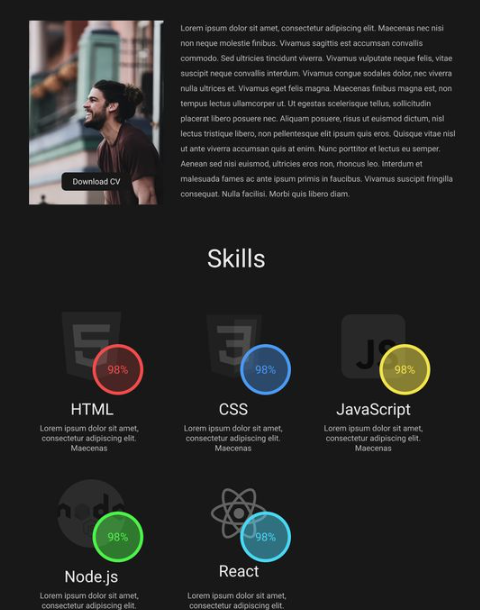 Lorem ipsum dolor sit amet, consectetur adipiscing elit. Maecenas nec nisi
non neque molestie finibus. Vivamus sagittis est accumsan convallis
commodo. Sed ultricies tincidunt viverra. Vivamus vulputate neque felis, vitae
suscipit neque convallis interdum. Vivamus congue sodales dolor, nec viverra
nulla ultrices et. Vivamus eget felis magna. Maecenas finibus magna est, non
tempus lectus ullamcorper ut. Ut egestas scelerisque tellus, sollicitudin
placerat libero posuere nec. Aliquam posuere, risus ut euismod dictum, nisl
lectus tristique libero, non pellentesque elit ipsum quis eros. Quisque vitae nisl
ut ante viverra accumsan quis at enim. Nunc porttitor et lectus eu semper.
Aenean sed nisi euismod, ultricies eros non, rhoncus leo. Interdum et
malesuada fames ac ante ipsum primis in faucibus. Vivamus suscipit fringilla
consequat. Nulla facilisi. Morbi quis libero diam.
Download CV
Skills
5
98%
HTML
Lorem ipsum dolor sit amet,
consectetur adipiscing elit.
Maecenas
3
98%
CSS
Lorem ipsum dolor sit amet,
consectetur adipiscing elit.
Maecenas
JS
98%
JavaScript
Lorem ipsum dolor sit amet,
consectetur adipiscing elit.
Maecenas
node
98%
Node.js
Lorem ipsum dolor sit amet,
consectetur adipiscing elit.
98%
React
Lorem ipsum dolor sit amet,
consectetur adipiscing elit.